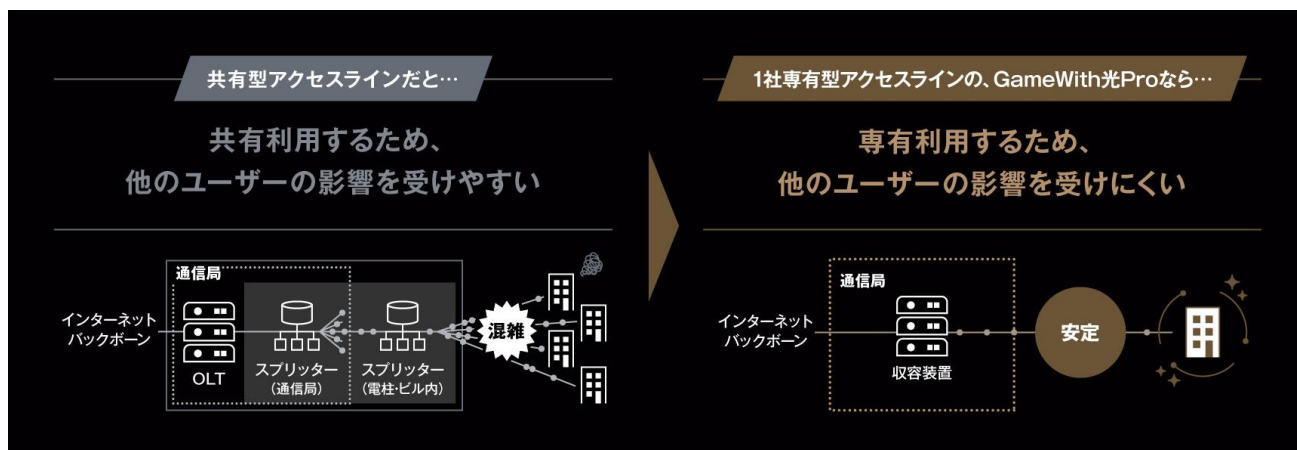 共有型アクセスラインだと…
共有利用するため、
他のユーザーの影響を受けやすい
通信局
インターネット
バックボーン
OLT
スプリッター
(通信局)
スプリッター
(電柱・ビル内)
混雑
1社専有型アクセスラインの、GameWith光Proなら…
専有利用するため、
他のユーザーの影響を受けにくい
通信局
インターネット
バックボーン
収容装置
安定